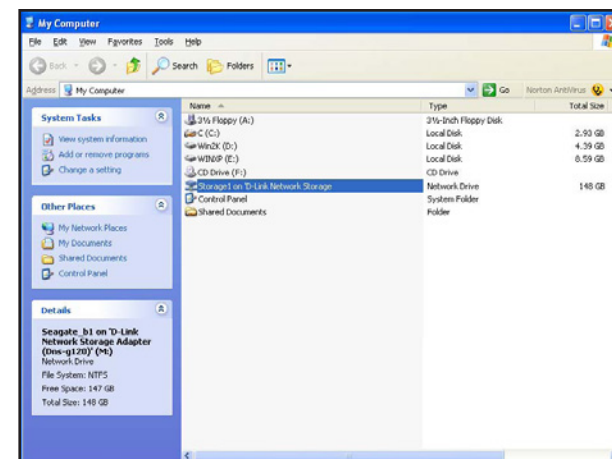 My Computer
File Edit View Favorites Tools Help
Back Search Folders
Address My Computer Go Norton AntiVirus
Name Type Total Size
System Tasks
View system information
Add or remove programs
Change a setting
Other Places
My Network Places
My Documents
Shared Documents
Control Panel
Details
Seagate_b1 on 'D-Link
Network Storage Adapter
(Dns-g120)' (M:)
Network Drive
File System: NTFS
Free Space: 147 GB
Total Size: 148 GB
3½ Floppy (A:) 3½-Inch Floppy Disk
C (C:) Local Disk 2.93 GB
Win2K (D:) Local Disk 4.39 GB
WINXP (E:) Local Disk 8.59 GB
CD Drive (F:) CD Drive
Storage1 on 'D-Link Network Storage Network Drive 148 GB
Control Panel System Folder
Shared Documents Folder